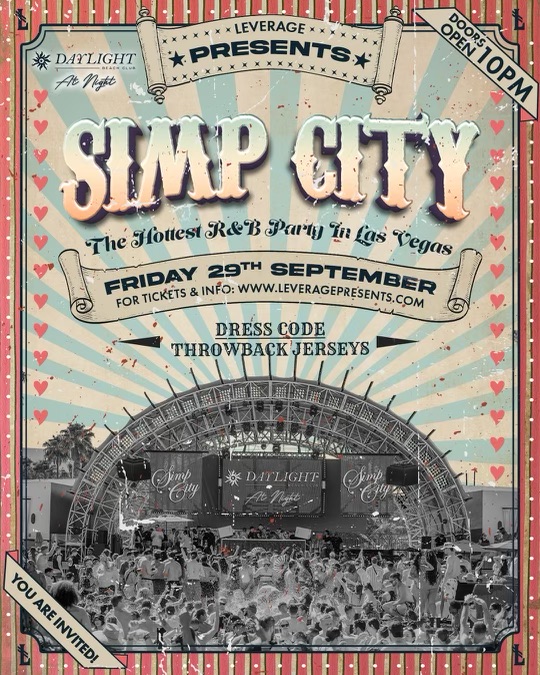 LEVERAGE
PRESENTS
DOORS
OPEN 10PM
DAYLIGHT
BEACH CLUB
At Night
SIMP CITY
The Hottest R&B Party In Las Vegas
FRIDAY 29TH SEPTEMBER
FOR TICKETS & INFO: WWW.LEVERAGEPRESENTS.COM
DRESS CODE
THROWBACK JERSEYS
Simp City
DAYLIGHT
At Night
Simp City
YOU ARE INVITED!